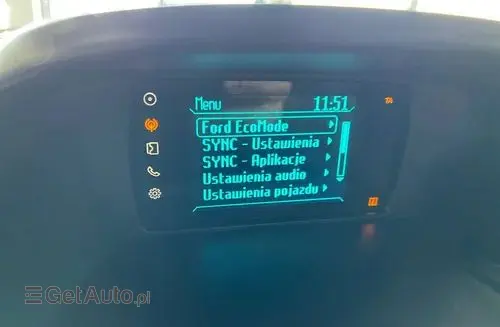 Menu 11:51
Ford EcoMode
SYNC - Ustawienia
SYNC - Aplikacje
Ustawienia audio
Ustawienia pojazdu
GetAuto.pl